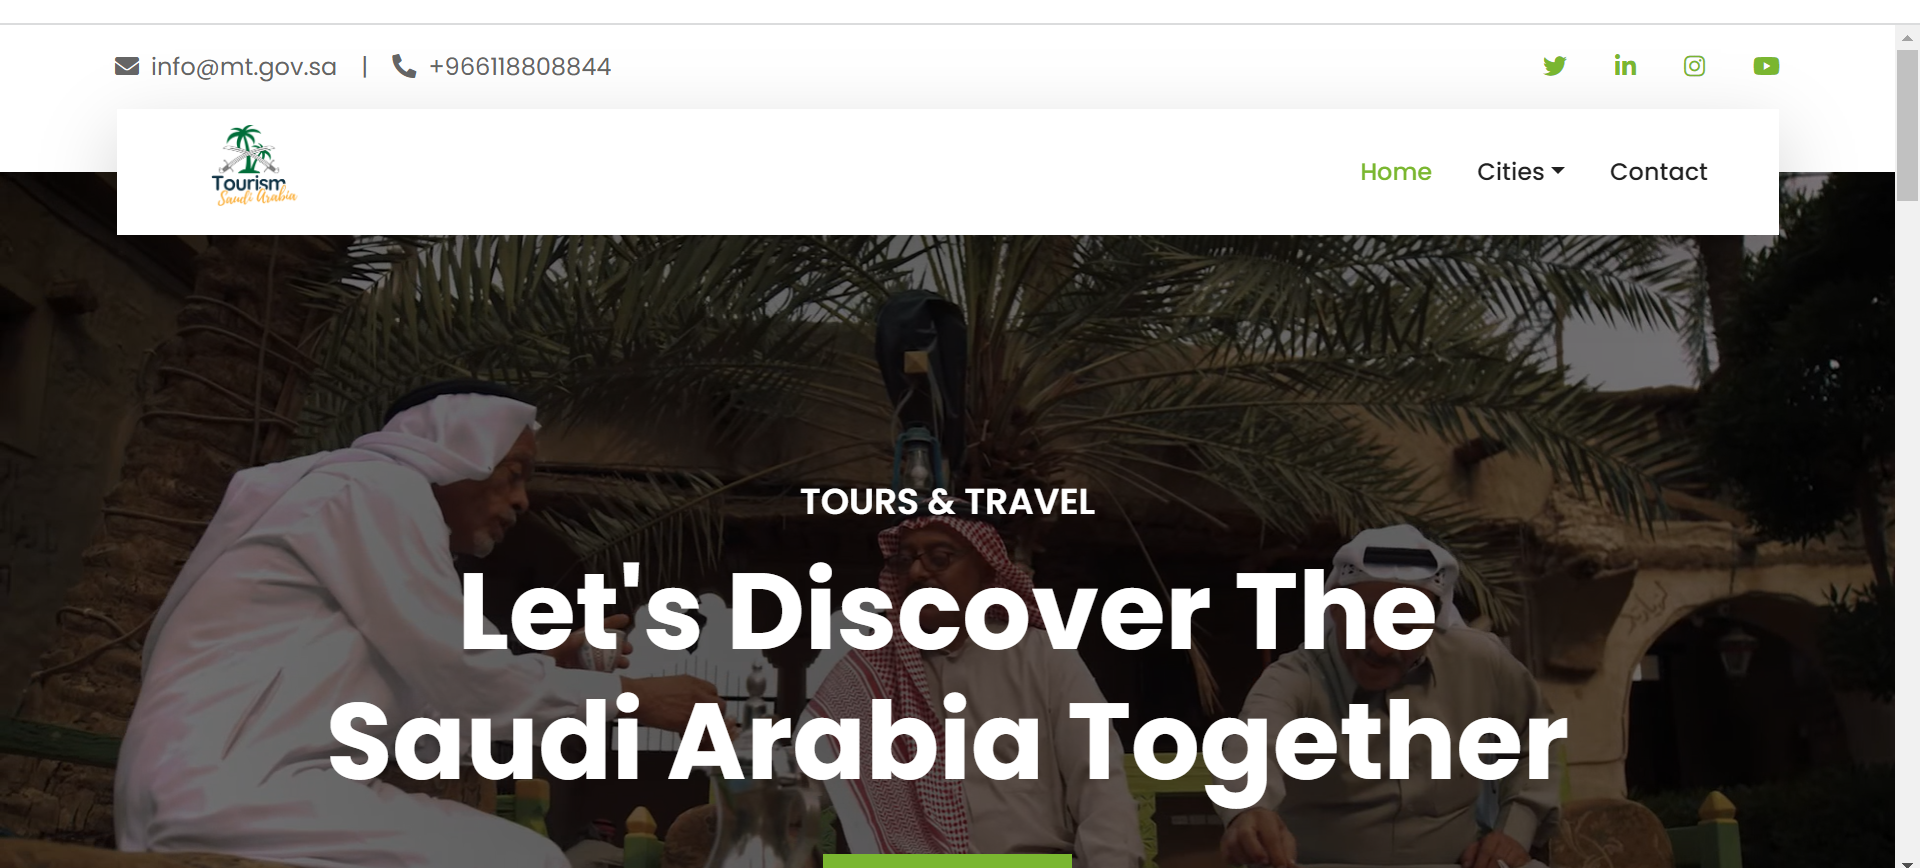 info@mt.gov.sa | +966118808844
Tourism
Saudi Arabia
Home Cities Contact
TOURS & TRAVEL
Let's Discover The
Saudi Arabia Together